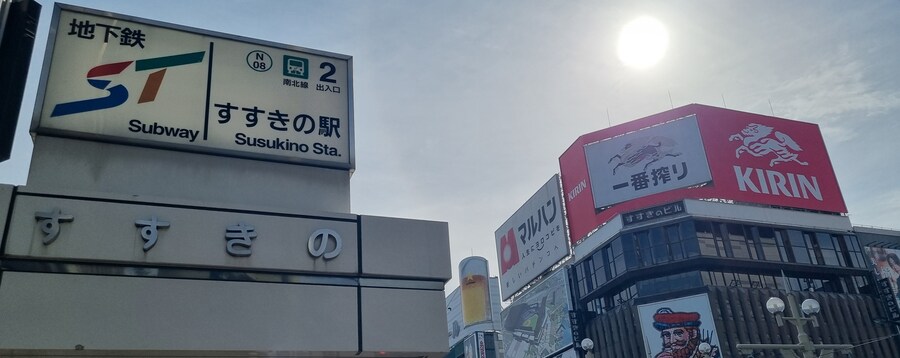 地下鉄
ST
Subway
N
08
南北線
2
出入口
すすきの駅
Susukino Sta.
すすきの
マルハン
KIRIN
一番搾り
KIRIN
すすきのビル